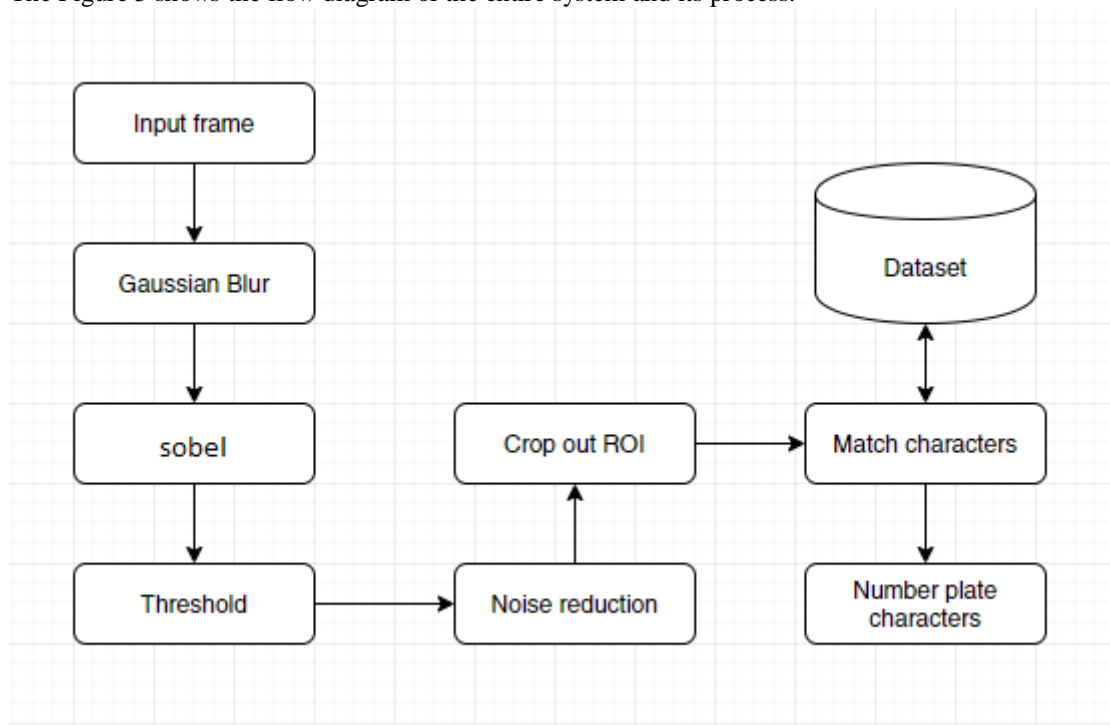 The Figure 3 shows the flow diagram of the entire system and its process.
Input frame
Gaussian Blur
sobel
Threshold
Noise reduction
Crop out ROI
Match characters
Dataset
Number plate
characters